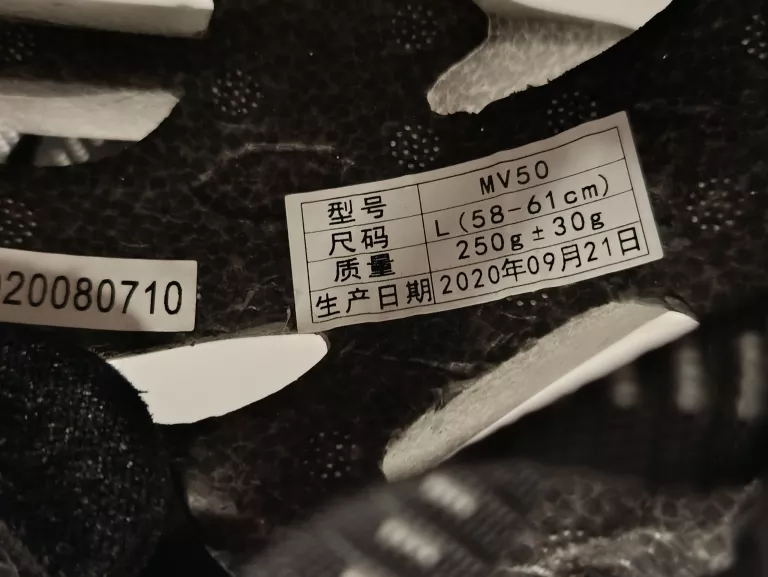 型号 MV50
尺码 L(58-61cm)
质量 250g±30g
生产日期 2020年09月21日
20080710